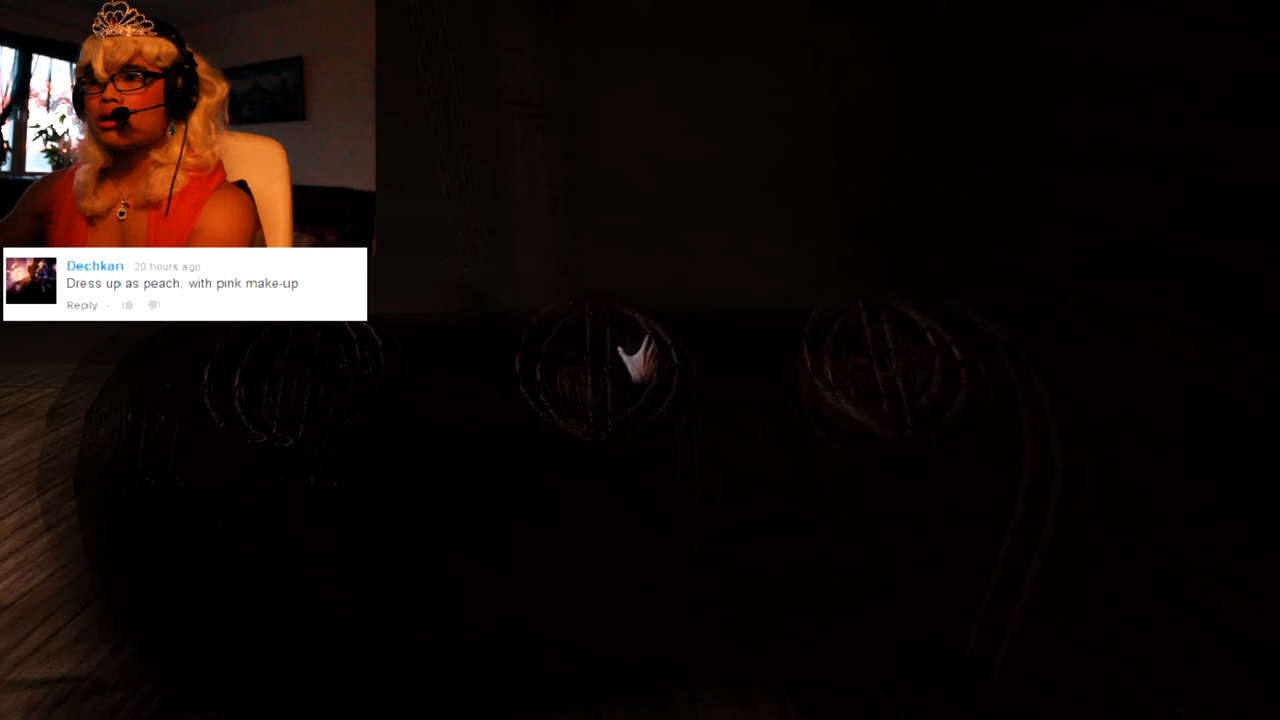 Dechkan 20 hours ago
Dress up as peach, with pink make-up
Reply ·